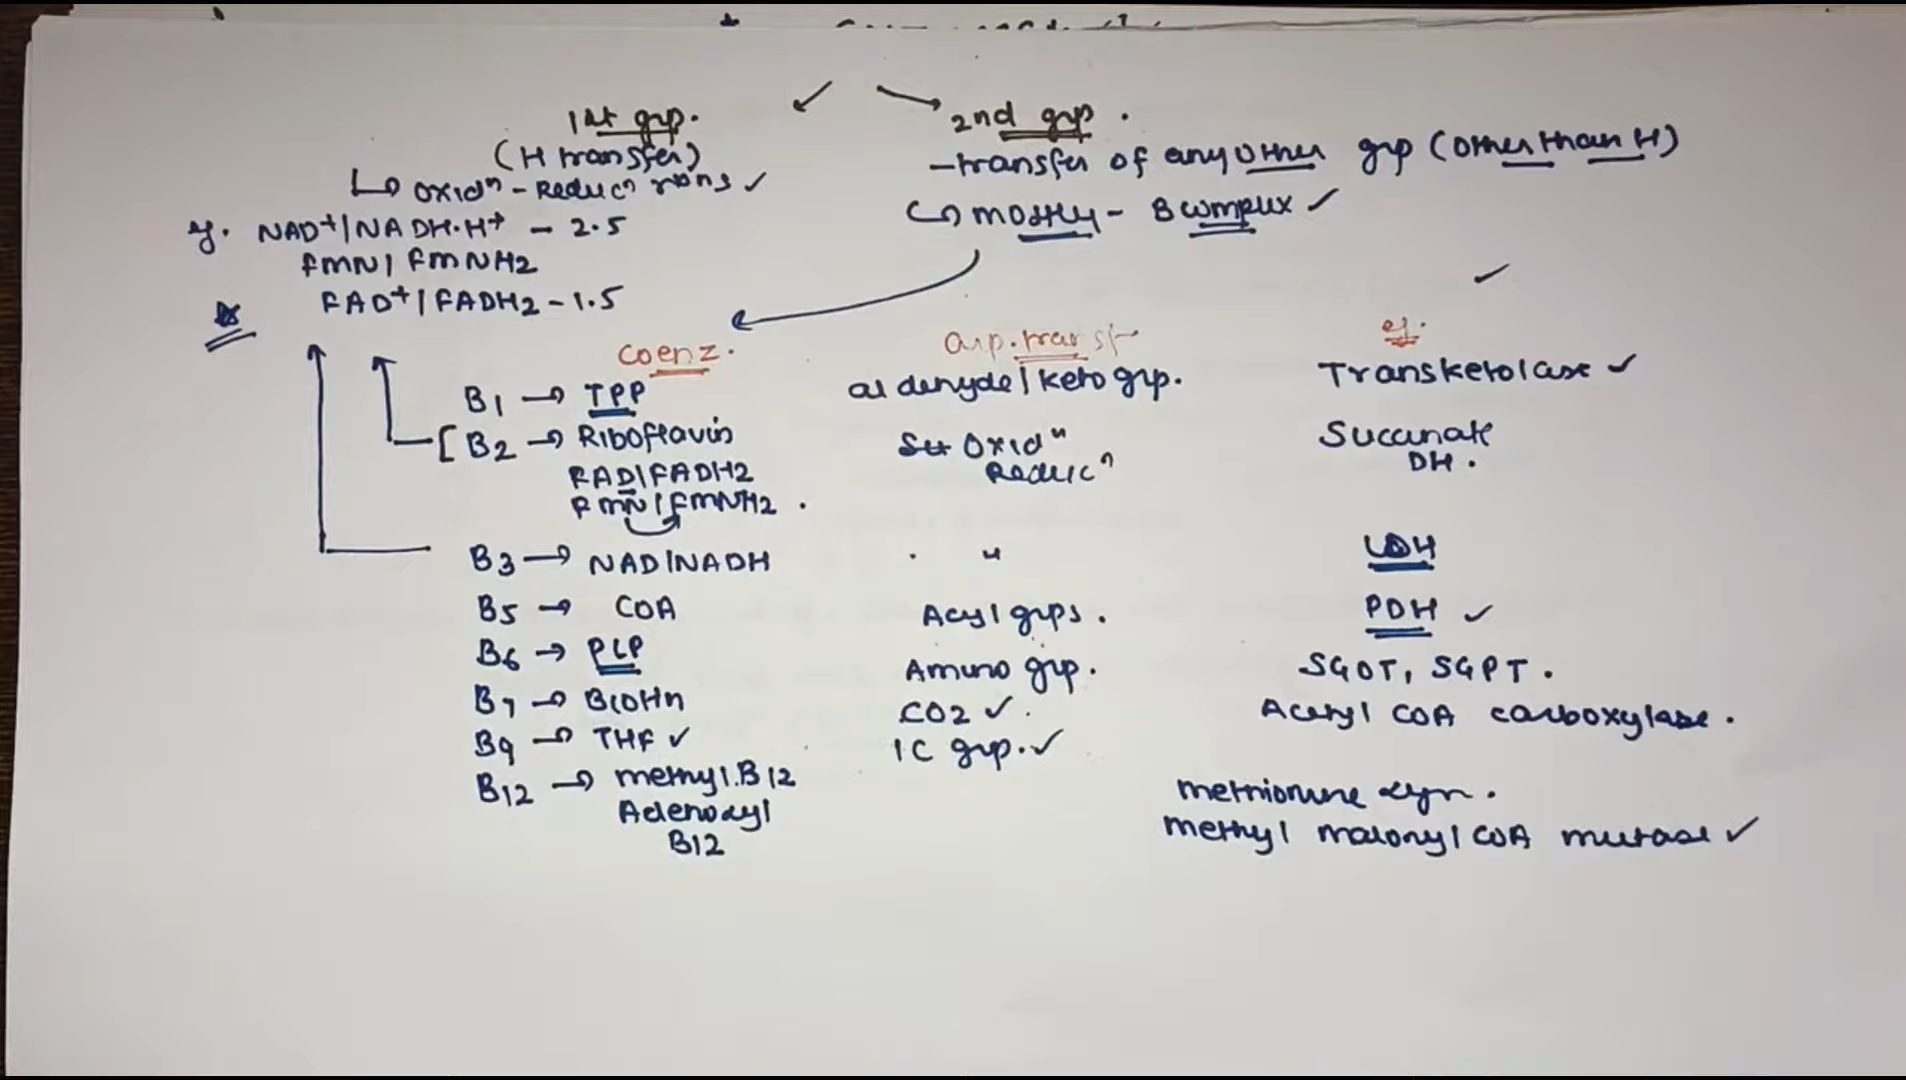 1st grp.
(H transfer)
↳ oxidⁿ - Reducⁿ rxns ✓
eg. NAD+/NADH.H+ - 2.5
FMN/FMNH2
FAD+/FADH2 - 1.5
2nd grp.
- transfer of any other grp (other than H)
↳ mostly - B complex ✓
coenz. Grp. transf eg.
B1 → TPP aldehyde/keto grp. Transketolase ✓
[B2 → Riboflavin Oxidⁿ Succinate
FAD/FADH2 Reducⁿ DH.
FMN/FMNH2.
B3 → NAD/NADH " LDH
B5 → COA Acyl grps. PDH ✓
B6 → PLP Amino grp. SGOT, SGPT.
B7 → Biotin CO2 ✓. Acetyl COA carboxylase.
B9 → THF ✓ 1C grp. ✓
B12 → methyl.B12 methionine syn.
Adenosyl methyl malonyl COA mutase ✓
B12